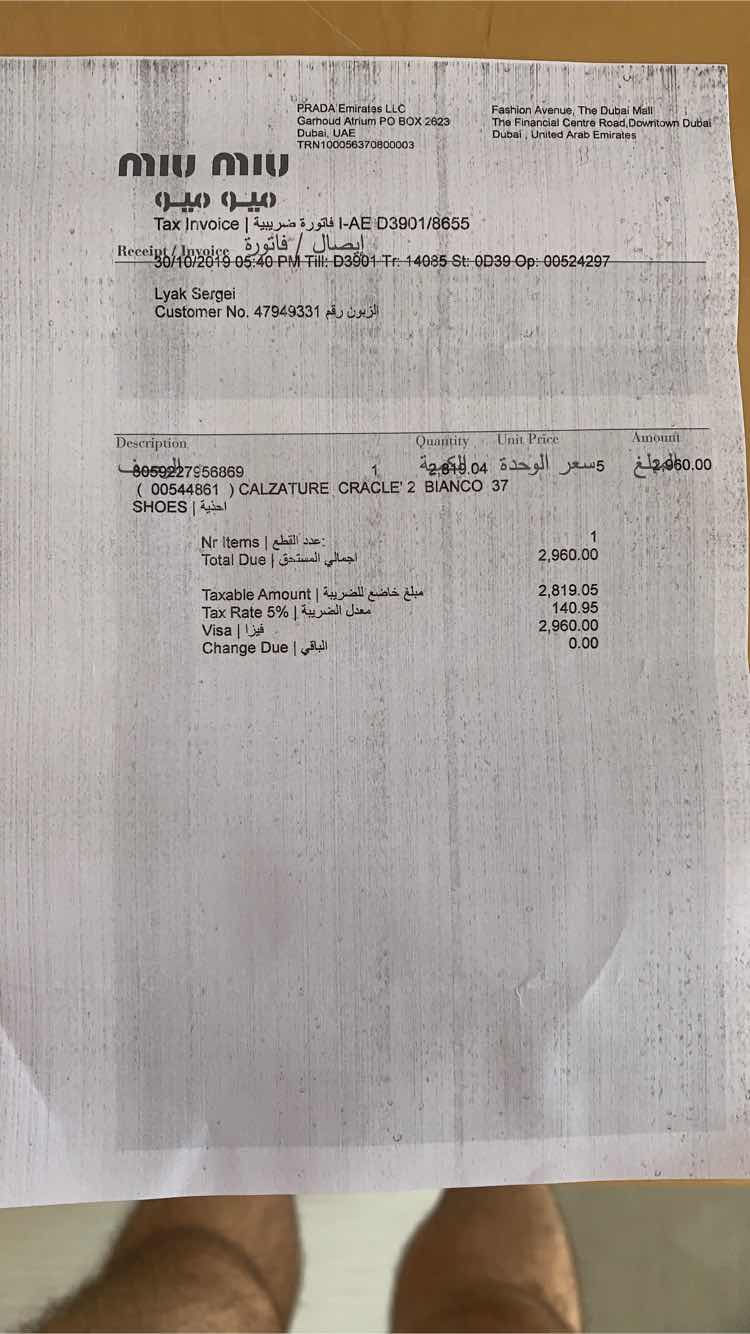 PRADA Emirates LLC
Garhoud Atrium PO BOX 2623
Dubai, UAE
TRN100056370800003
Fashion Avenue, The Dubai Mall
The Financial Centre Road,Downtown Dubai
Dubai , United Arab Emirates
miu miu
ميو ميو
Tax Invoice | فاتورة ضريبية I-AE D3901/8655
Receipt / Invoice إيصال / فاتورة
30/10/2019 05:40 PM Till: D3901 Tr: 14085 St: 0D39 Op: 00524297
Lyak Sergei
Customer No. 47949331 الزبون رقم
Description Quantity Unit Price Amount
الوصف الكمية سعر الوحدة المبلغ
8059227956869 1 2,819.04 5 2,960.00
( 00544861 ) CALZATURE CRACLE' 2 BIANCO 37
SHOES | احذية
Nr Items | عدد القطع: 1
Total Due | اجمالي المستحق 2,960.00
Taxable Amount | مبلغ خاضع للضريبة 2,819.05
Tax Rate 5% | معدل الضريبة 140.95
Visa | فيزا 2,960.00
Change Due | الباقي 0.00